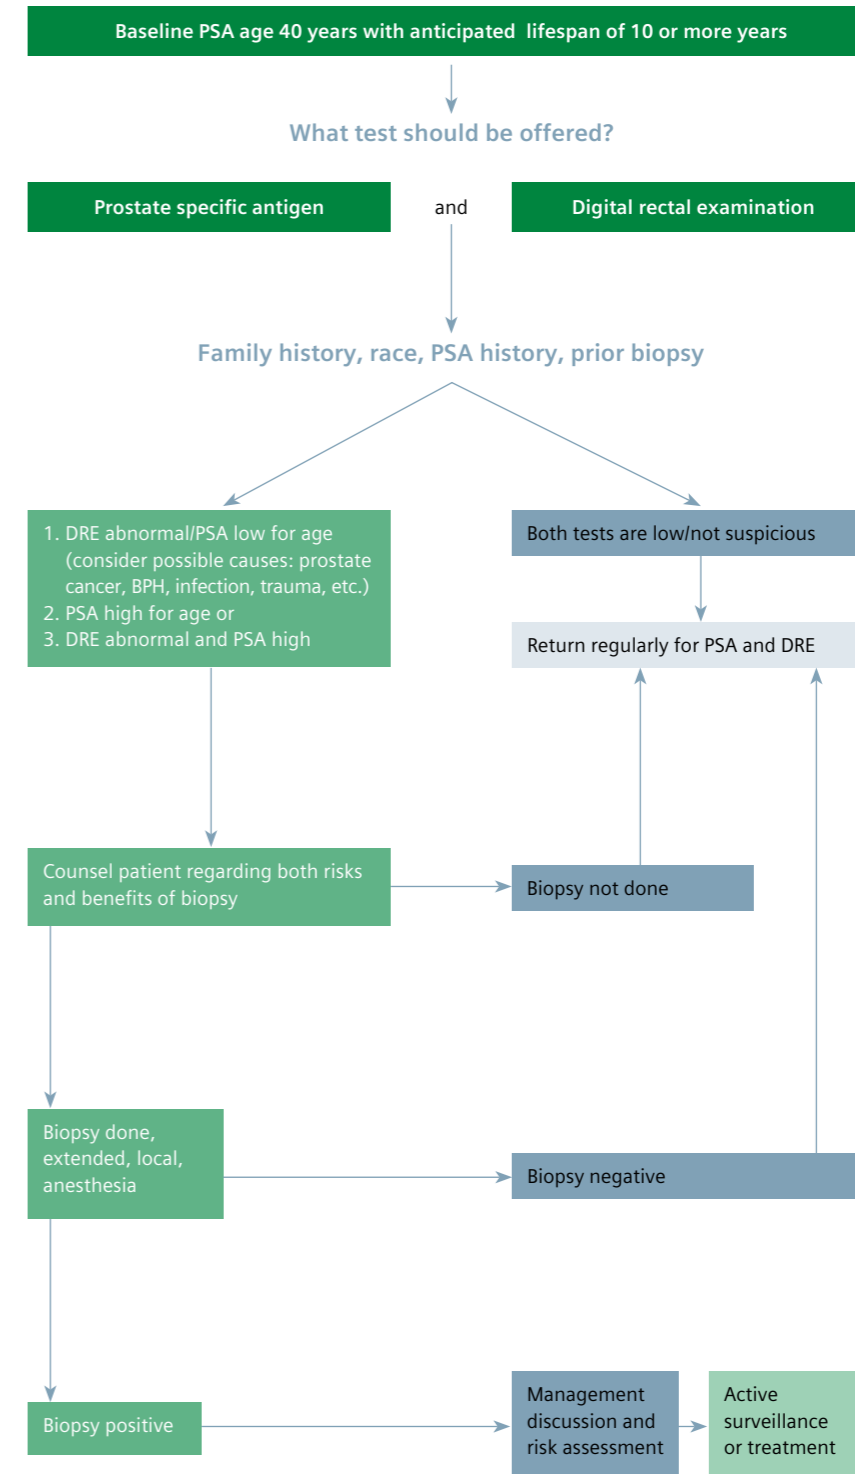 Baseline PSA age 40 years with anticipated lifespan of 10 or more years
What test should be offered?
Prostate specific antigen
and
Digital rectal examination
Family history, race, PSA history, prior biopsy
1. DRE abnormal/PSA low for age
(consider possible causes: prostate
cancer, BPH, infection, trauma, etc.)
2. PSA high for age or
3. DRE abnormal and PSA high
Both tests are low/not suspicious
Return regularly for PSA and DRE
Counsel patient regarding both risks
and benefits of biopsy
Biopsy not done
Biopsy done,
extended, local,
anesthesia
Biopsy negative
Biopsy positive
Management
discussion and
risk assessment
Active
surveillance
or treatment